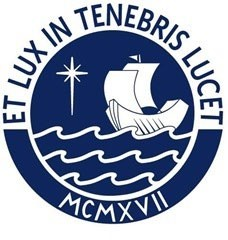 ET LUX IN TENEBRIS LUCET
MCMXVII